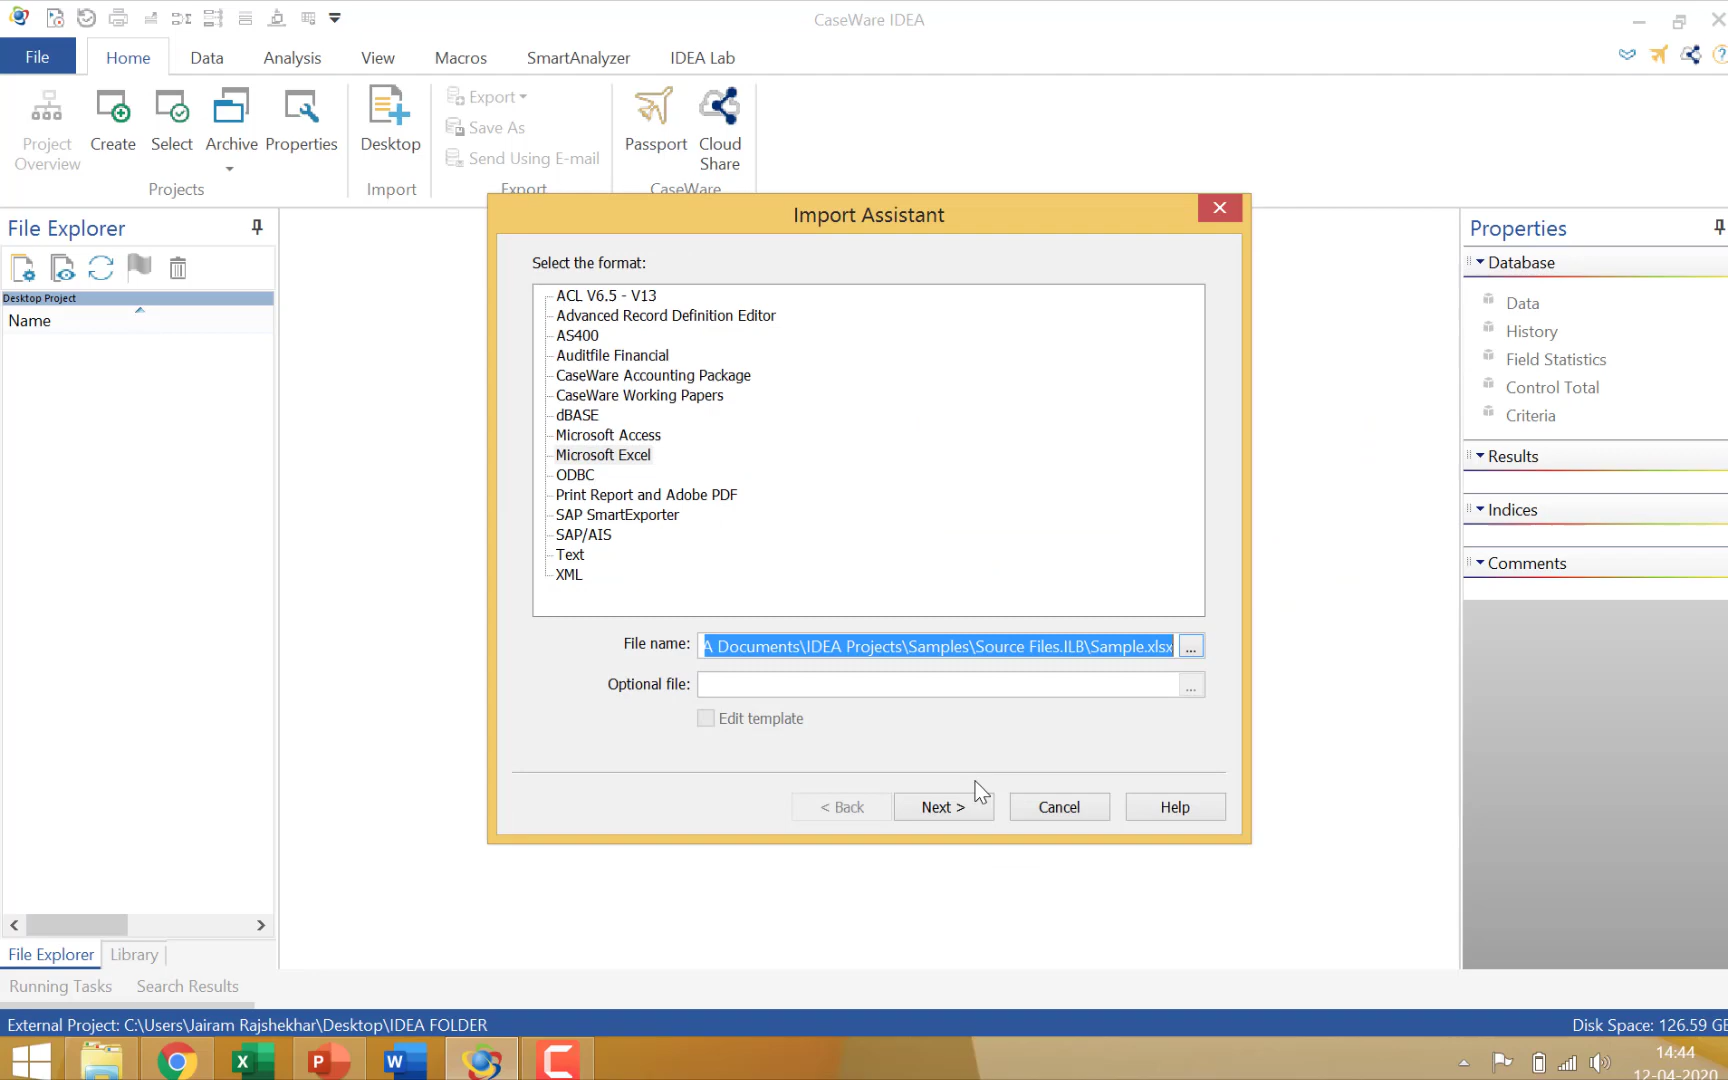 CaseWare IDEA
File Home Data Analysis View Macros SmartAnalyzer IDEA Lab
Project Overview
Create
Select
Archive
Properties
Desktop
Export
Save As
Send Using E-mail
Passport
Cloud Share
Projects
Import
Export
CaseWare
File Explorer
Desktop Project
Name
Import Assistant
Select the format:
ACL V6.5 - V13
Advanced Record Definition Editor
AS400
Auditfile Financial
CaseWare Accounting Package
CaseWare Working Papers
dBASE
Microsoft Access
Microsoft Excel
ODBC
Print Report and Adobe PDF
SAP SmartExporter
SAP/AIS
Text
XML
File name: A Documents\IDEA Projects\Samples\Source Files.ILB\Sample.xlsx ...
Optional file: ...
Edit template
< Back Next > Cancel Help
Properties
Database
Data
History
Field Statistics
Control Total
Criteria
Results
Indices
Comments
File Explorer Library
Running Tasks Search Results
External Project: C:\Users\Jairam Rajshekhar\Desktop\IDEA FOLDER
Disk Space: 126.59 GB
14:44
12-04-2020